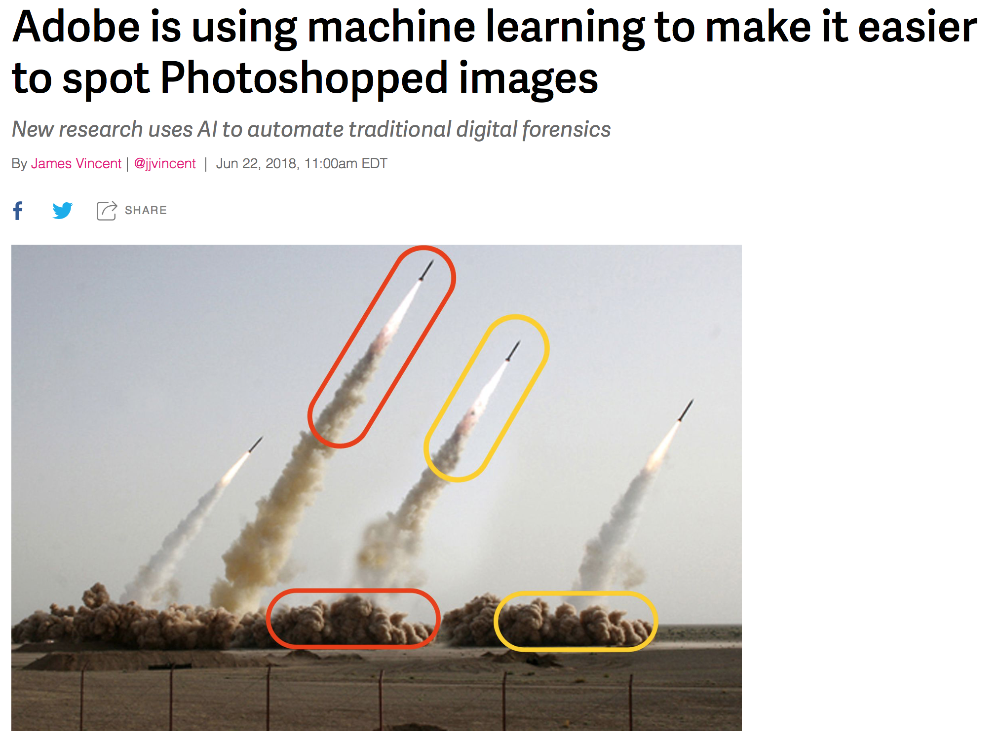 Adobe is using machine learning to make it easier
to spot Photoshopped images
New research uses AI to automate traditional digital forensics
By James Vincent | @jjvincent | Jun 22, 2018, 11:00am EDT
SHARE